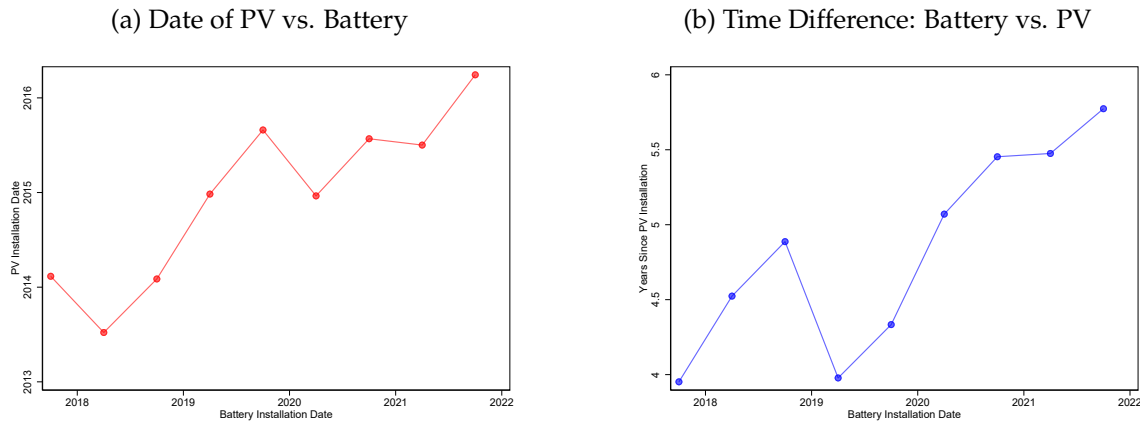 (a) Date of PV vs. Battery
2016
2015
2014
2013
PV Installation Date
2018 2019 2020 2021 2022
Battery Installation Date
(b) Time Difference: Battery vs. PV
6
5.5
5
4.5
4
Years Since PV Installation
2018 2019 2020 2021 2022
Battery Installation Date